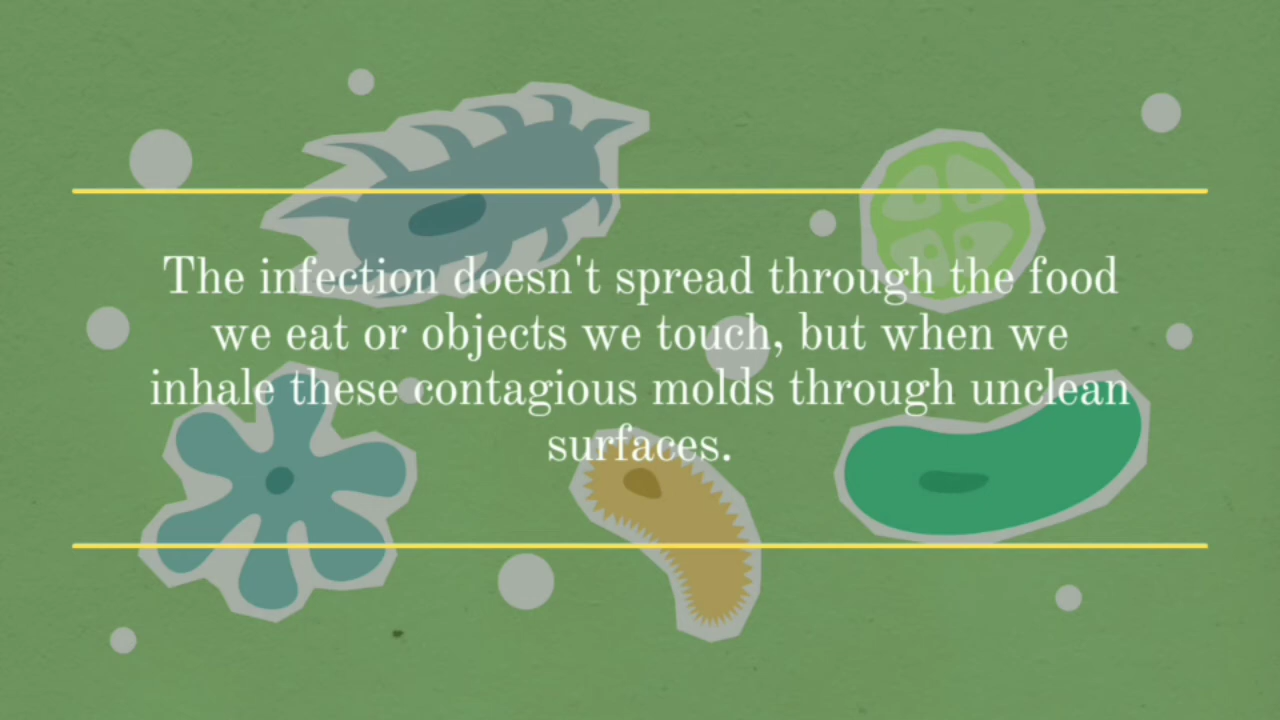 The infection doesn't spread through the food
we eat or objects we touch, but when we
inhale these contagious molds through unclean
surfaces.